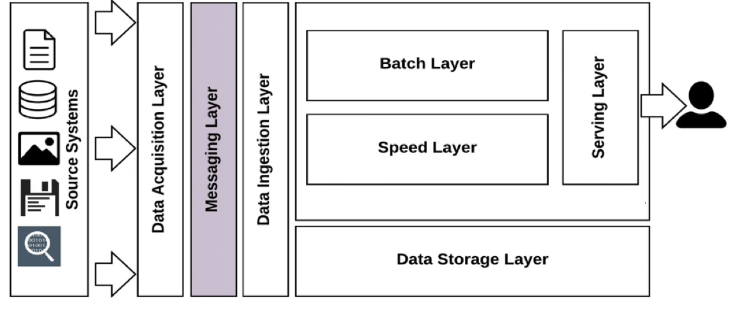 Source Systems
Data Acquisition Layer
Messaging Layer
Data Ingestion Layer
Batch Layer
Speed Layer
Serving Layer
Data Storage Layer